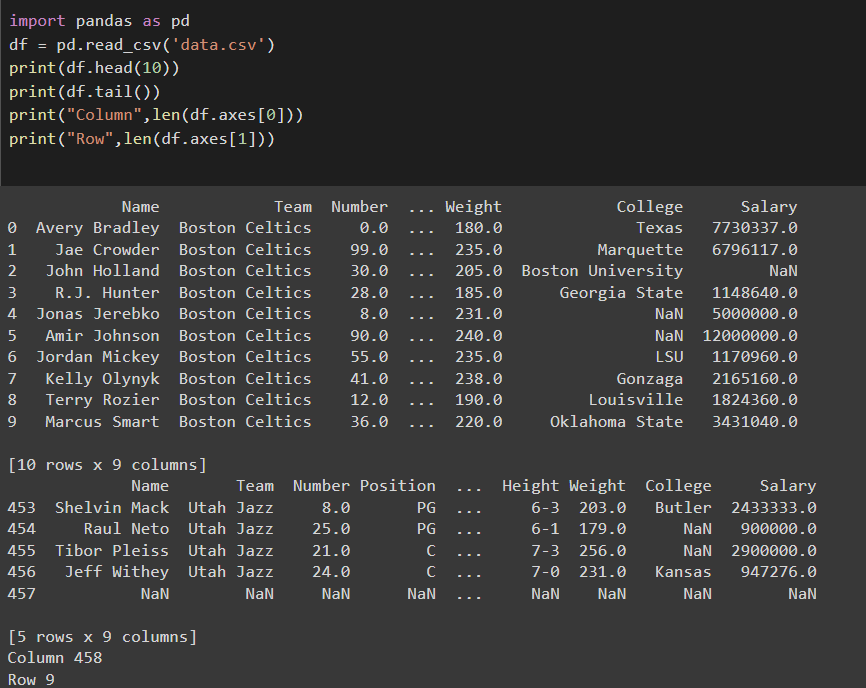 import pandas as pd
df = pd.read_csv('data.csv')
print(df.head(10))
print(df.tail())
print("Column",len(df.axes[0]))
print("Row",len(df.axes[1]))
Name Team Number ... Weight College Salary
0 Avery Bradley Boston Celtics 0.0 ... 180.0 Texas 7730337.0
1 Jae Crowder Boston Celtics 99.0 ... 235.0 Marquette 6796117.0
2 John Holland Boston Celtics 30.0 ... 205.0 Boston University NaN
3 R.J. Hunter Boston Celtics 28.0 ... 185.0 Georgia State 1148640.0
4 Jonas Jerebko Boston Celtics 8.0 ... 231.0 NaN 5000000.0
5 Amir Johnson Boston Celtics 90.0 ... 240.0 NaN 12000000.0
6 Jordan Mickey Boston Celtics 55.0 ... 235.0 LSU 1170960.0
7 Kelly Olynyk Boston Celtics 41.0 ... 238.0 Gonzaga 2165160.0
8 Terry Rozier Boston Celtics 12.0 ... 190.0 Louisville 1824360.0
9 Marcus Smart Boston Celtics 36.0 ... 220.0 Oklahoma State 3431040.0
[10 rows x 9 columns]
Name Team Number Position ... Height Weight College Salary
453 Shelvin Mack Utah Jazz 8.0 PG ... 6-3 203.0 Butler 2433333.0
454 Raul Neto Utah Jazz 25.0 PG ... 6-1 179.0 NaN 900000.0
455 Tibor Pleiss Utah Jazz 21.0 C ... 7-3 256.0 NaN 2900000.0
456 Jeff Withey Utah Jazz 24.0 C ... 7-0 231.0 Kansas 947276.0
457 NaN NaN NaN NaN ... NaN NaN NaN NaN
[5 rows x 9 columns]
Column 458
Row 9